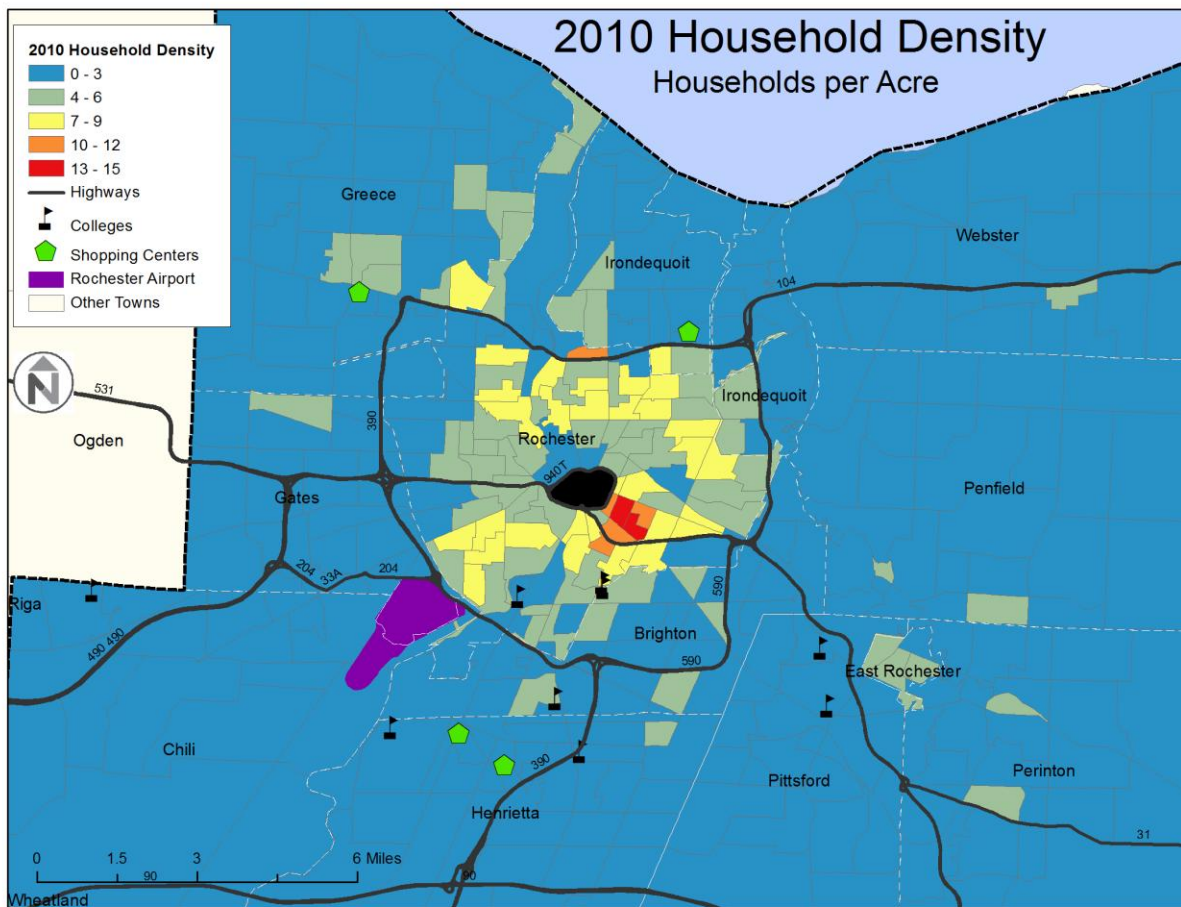 2010 Household Density
Households per Acre
2010 Household Density
0 - 3
4 - 6
7 - 9
10 - 12
13 - 15
Highways
Colleges
Shopping Centers
Rochester Airport
Other Towns
N
Greece
Webster
Irondequoit
104
531
390
Irondequoit
Ogden
Rochester
940T
Gates
Penfield
204
33A
204
590
Riga
490
490
Brighton
590
East Rochester
Chili
390
Pittsford
Perinton
Henrietta
31
0 1.5 3 6 Miles
90
90
Wheatland